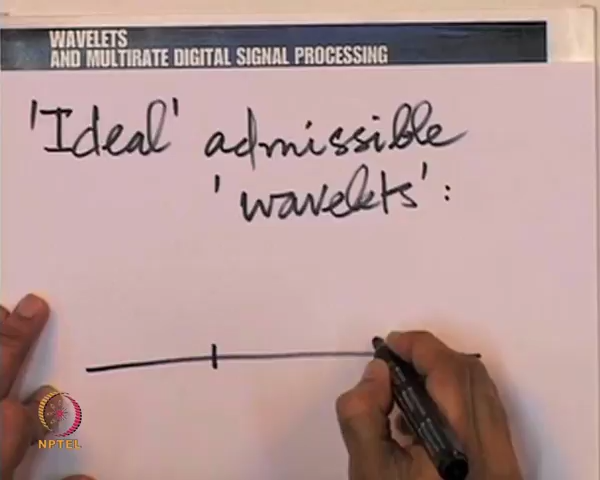 WAVELETS
AND MULTIRATE DIGITAL SIGNAL PROCESSING
'Ideal' admissible
'wavelets':
NPTEL